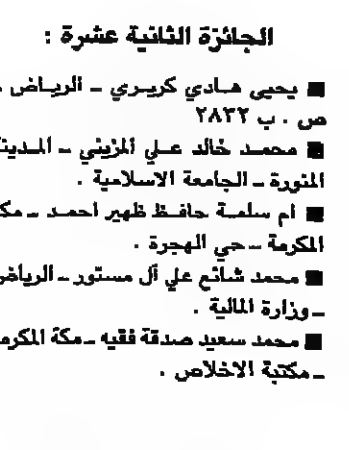 الجائزة الثانية عشرة :
■ يحيى هادي كريري ـ الرياض .
ص . ب ٢٨٣٢
■ محمد خالد علي المزيني ـ المدينة
المنورة ـ الجامعة الاسلامية .
■ ام سلمة حافظ ظهير احمد ـ مكة
المكرمة ـ حي الهجرة .
■ محمد شائع علي آل مستور ـ الرياض
ـ وزارة المالية .
■ محمد سعيد صدقة فقيه ـ مكة المكرمة
ـ مكتبة الاخلاص .